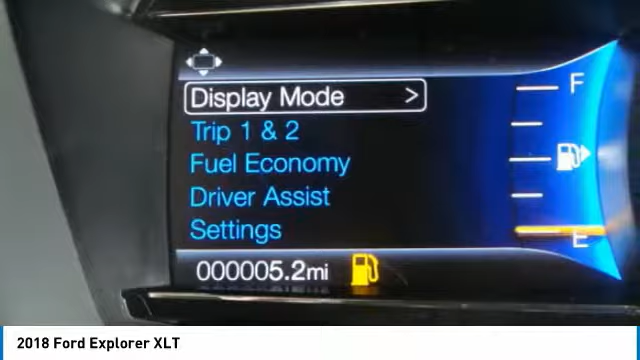 Display Mode >
Trip 1 & 2
Fuel Economy
Driver Assist
Settings
000005.2mi
F
E
2018 Ford Explorer XLT